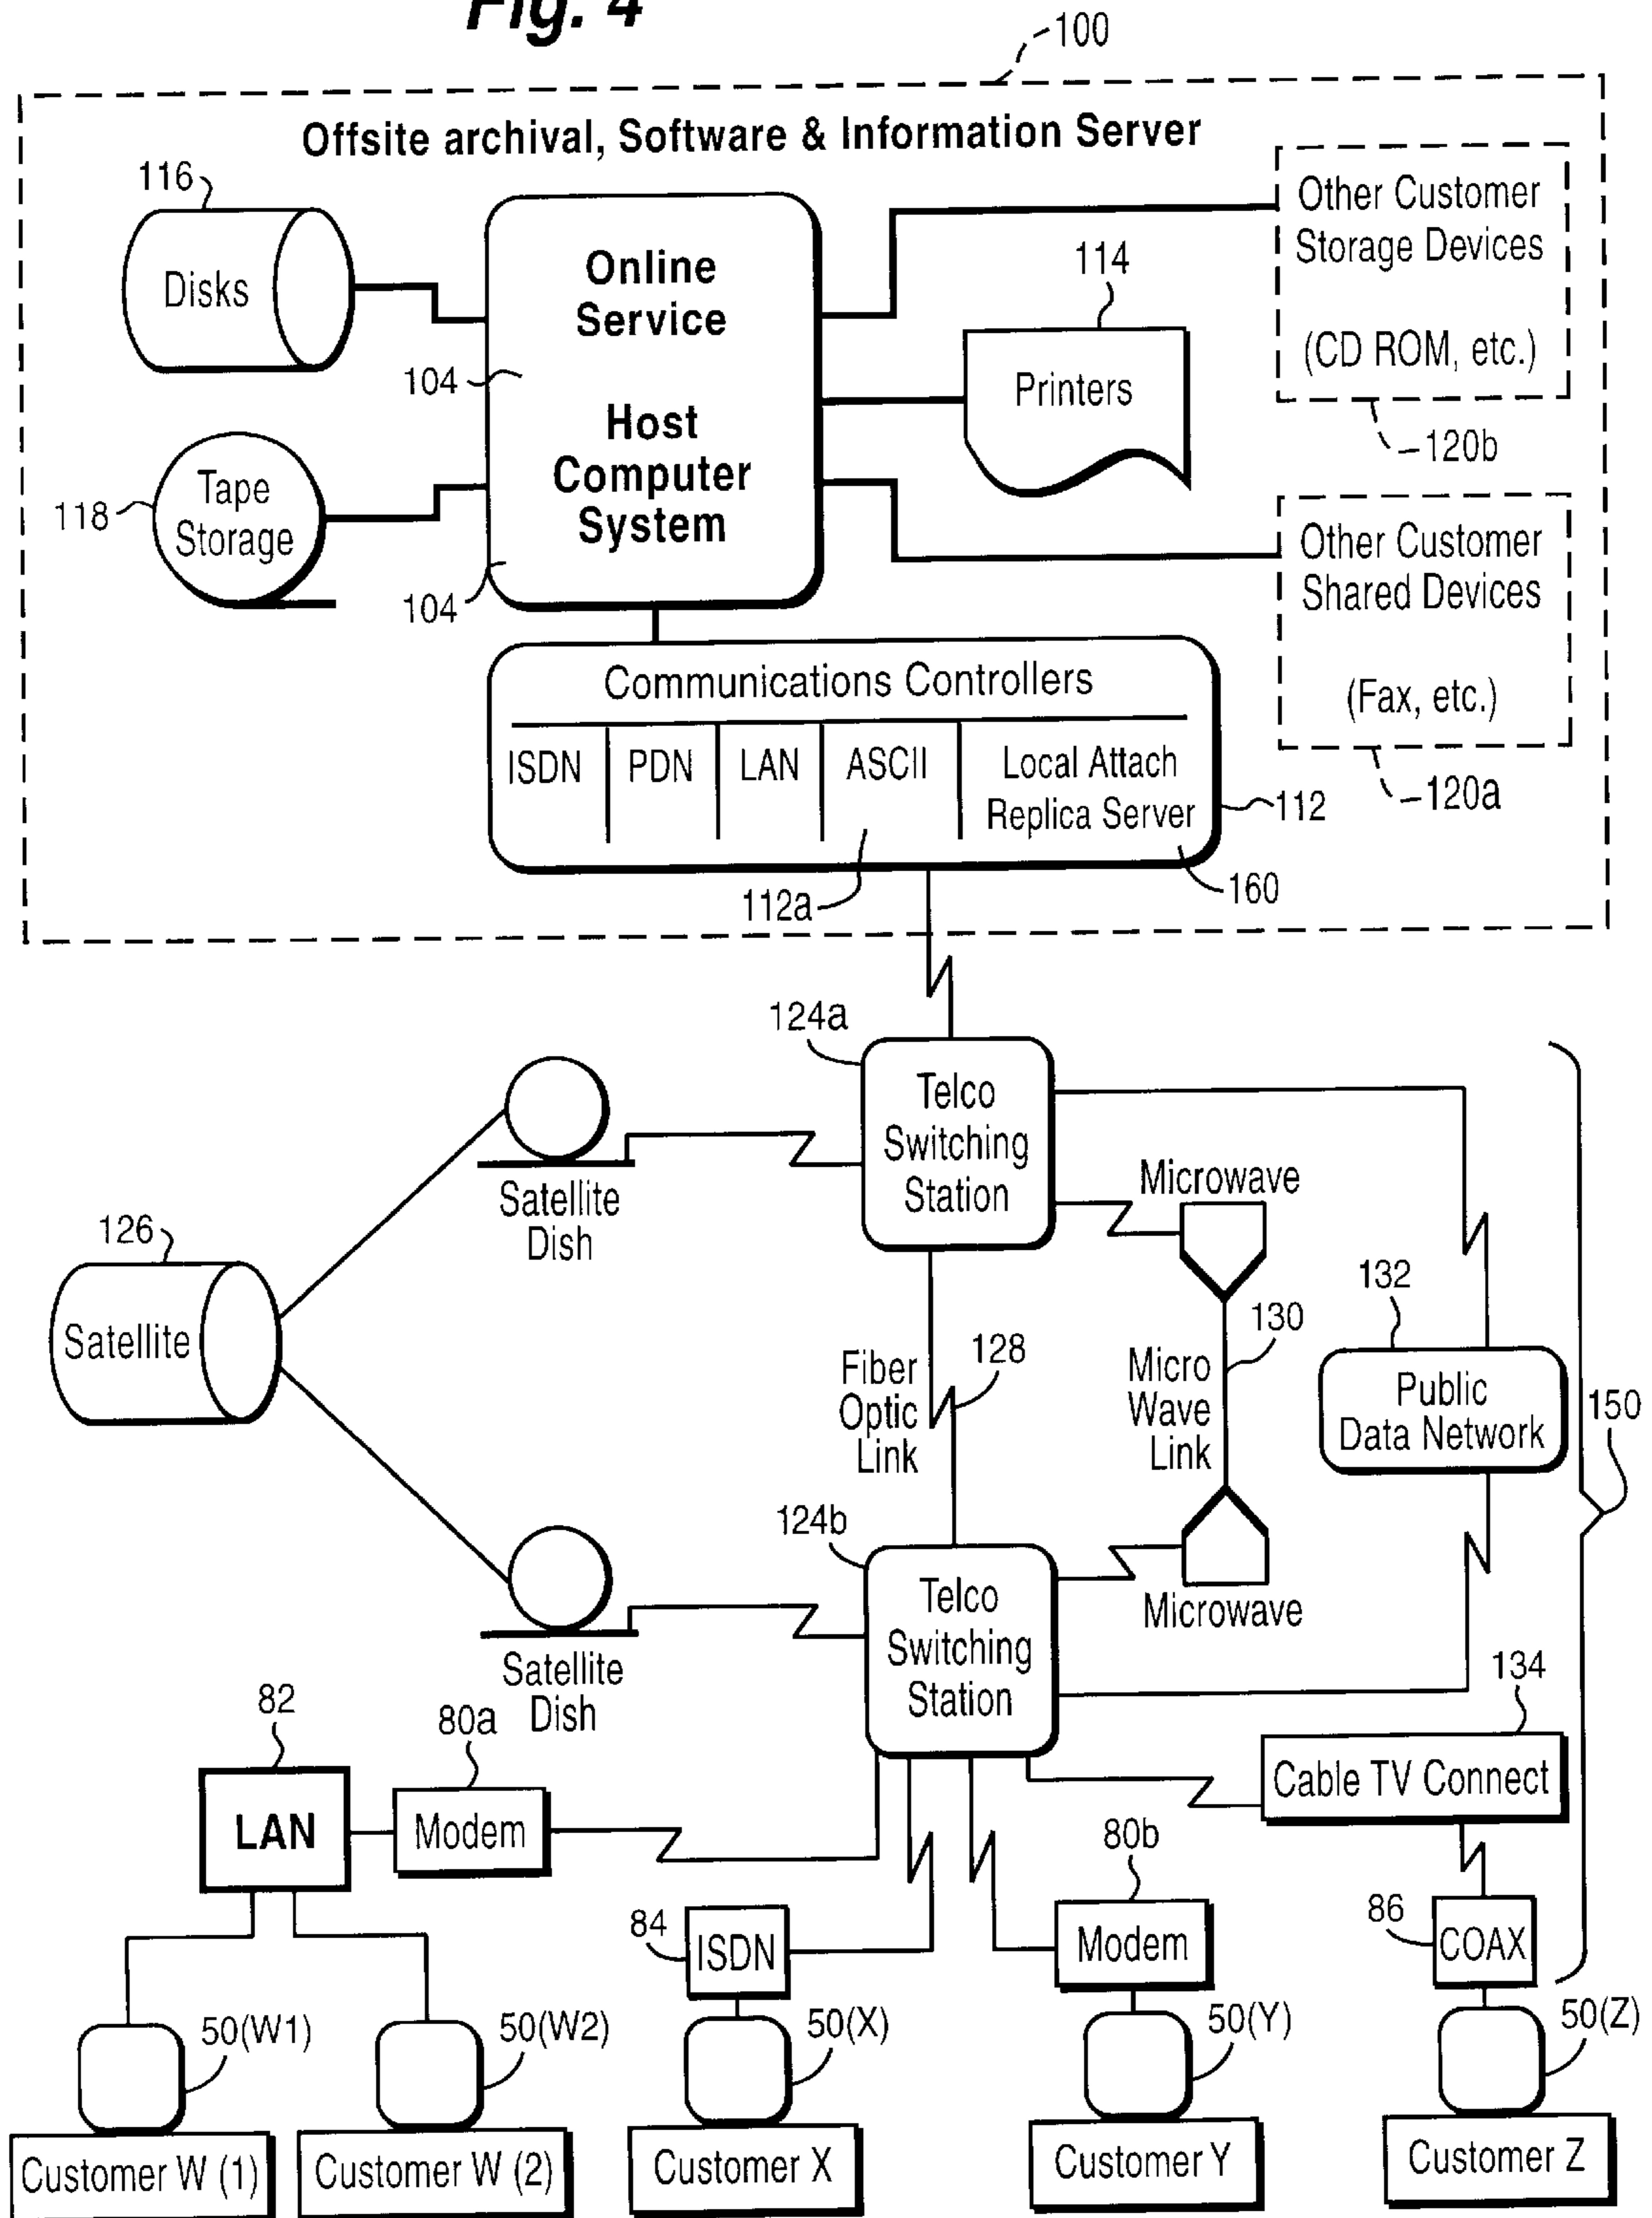 Fig. 4
100
Offsite archival, Software & Information Server
116
Disks
Online
Service
104
Host
Computer
System
104
118
Tape
Storage
114
Printers
Other Customer
Storage Devices
(CD ROM, etc.)
120b
Other Customer
Shared Devices
(Fax, etc.)
120a
Communications Controllers
ISDN
PDN
LAN
ASCII
Local Attach
Replica Server
112
112a
160
124a
Telco
Switching
Station
Satellite
Dish
Microwave
126
Satellite
132
Public
Data Network
130
Micro
Wave
Link
128
Fiber
Optic
Link
150
124b
Telco
Switching
Station
Microwave
Satellite
Dish
134
Cable TV Connect
82
LAN
80a
Modem
84
ISDN
80b
Modem
86
COAX
50(W1)
50(W2)
50(X)
50(Y)
50(Z)
Customer W (1)
Customer W (2)
Customer X
Customer Y
Customer Z